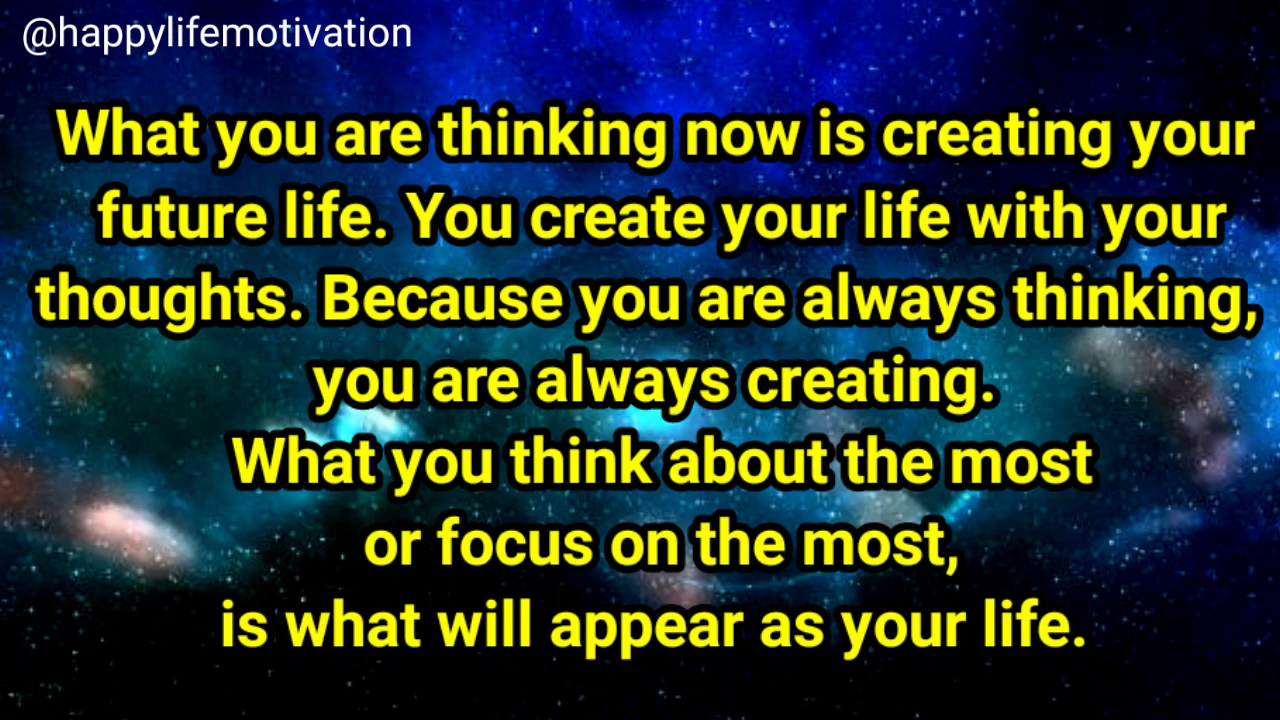 @happylifemotivation
What you are thinking now is creating your
future life. You create your life with your
thoughts. Because you are always thinking,
you are always creating.
What you think about the most
or focus on the most,
is what will appear as your life.